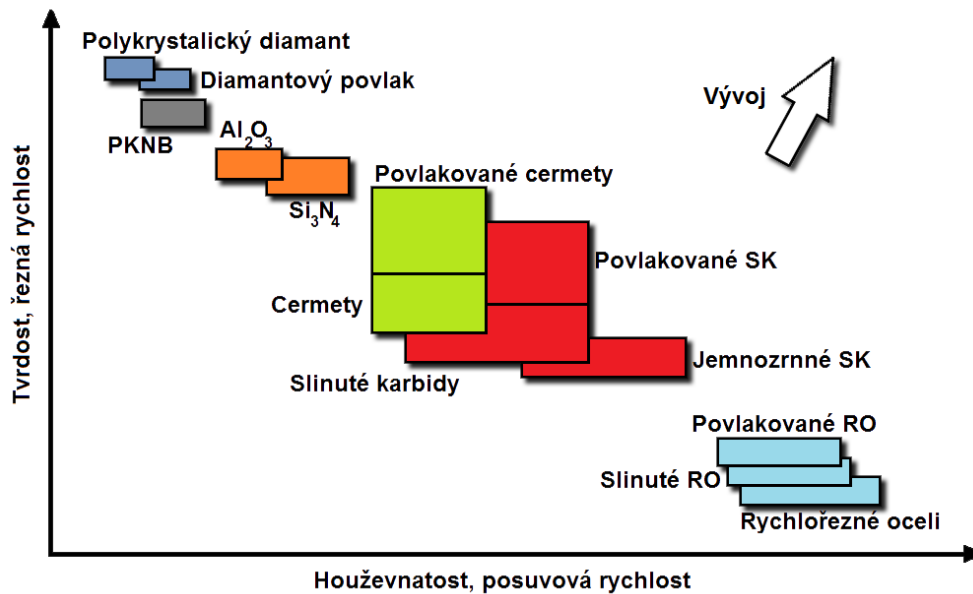 Polykrystalický diamant
Diamantový povlak
Vývoj
PKNB
Al₂O₃
Povlakované cermety
Si₃N₄
Povlakované SK
Cermety
Slinuté karbidy
Jemnozrnné SK
Povlakované RO
Slinuté RO
Rychlořezné oceli
Tvrdost, řezná rychlost
Houževnatost, posuvová rychlost